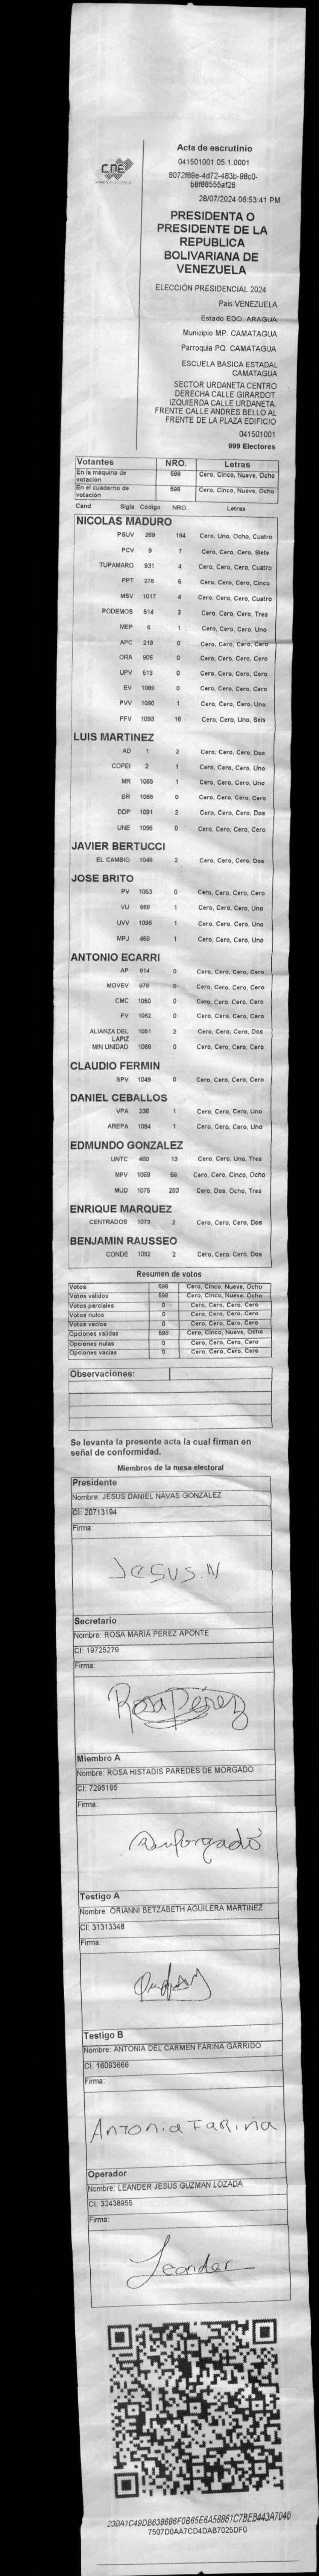 CNE
Acta de escrutinio
041501001.05.1.0001
8072f69e-4d72-483b-98c0-
b8f88555af26
28/07/2024 06:53:41 PM
PRESIDENTA O
PRESIDENTE DE LA
REPUBLICA
BOLIVARIANA DE
VENEZUELA
ELECCIÓN PRESIDENCIAL 2024
Pais VENEZUELA
Estado EDO. ARAGUA
Municipio MP. CAMATAGUA
Parroquia PQ. CAMATAGUA
ESCUELA BASICA ESTADAL
CAMATAGUA
SECTOR URDANETA CENTRO
DERECHA CALLE GIRARDOT.
IZQUIERDA CALLE URDANETA.
FRENTE CALLE ANDRES BELLO AL
FRENTE DE LA PLAZA EDIFICIO
041501001
999 Electores
Votantes NRO. Letras
En la máquina de votación 598 Cero, Cinco, Nueve, Ocho
En el cuaderno de votación 598 Cero, Cinco, Nueve, Ocho
Cand Sigla Código NRO. Letras
NICOLAS MADURO
PSUV 269 184 Cero, Uno, Ocho, Cuatro
PCV 9 7 Cero, Cero, Cero, Siete
TUPAMARO 931 4 Cero, Cero, Cero, Cuatro
PPT 276 5 Cero, Cero, Cero, Cinco
MSV 1017 4 Cero, Cero, Cero, Cuatro
PODEMOS 514 3 Cero, Cero, Cero, Tres
MEP 6 1 Cero, Cero, Cero, Uno
APC 219 0 Cero, Cero, Cero, Cero
ORA 906 0 Cero, Cero, Cero, Cero
UPV 513 0 Cero, Cero, Cero, Cero
EV 1089 0 Cero, Cero, Cero, Cero
PVV 1090 1 Cero, Cero, Cero, Uno
PFV 1093 16 Cero, Cero, Uno, Seis
LUIS MARTINEZ
AD 1 2 Cero, Cero, Cero, Dos
COPEI 2 1 Cero, Cero, Cero, Uno
MR 1065 1 Cero, Cero, Cero, Uno
BR 1066 0 Cero, Cero, Cero, Cero
DDP 1091 2 Cero, Cero, Cero, Dos
UNE 1095 0 Cero, Cero, Cero, Cero
JAVIER BERTUCCI
EL CAMBIO 1048 2 Cero, Cero, Cero, Dos
JOSE BRITO
PV 1053 0 Cero, Cero, Cero, Cero
VU 969 1 Cero, Cero, Cero, Uno
UVV 1096 1 Cero, Cero, Cero, Uno
MPJ 458 1 Cero, Cero, Cero, Uno
ANTONIO ECARRI
AP 914 0 Cero, Cero, Cero, Cero
MOVEV 978 0 Cero, Cero, Cero, Cero
CMC 1050 0 Cero, Cero, Cero, Cero
FV 1062 0 Cero, Cero, Cero, Cero
ALIANZA DEL LAPIZ 1051 2 Cero, Cero, Cero, Dos
MIN UNIDAD 1069 0 Cero, Cero, Cero, Cero
CLAUDIO FERMIN
SPV 1049 0 Cero, Cero, Cero, Cero
DANIEL CEBALLOS
VPA 236 1 Cero, Cero, Cero, Uno
AREPA 1094 1 Cero, Cero, Cero, Uno
EDMUNDO GONZALEZ
UNTC 460 13 Cero, Cero, Uno, Tres
MPV 1059 58 Cero, Cero, Cinco, Ocho
MUD 1075 283 Cero, Dos, Ocho, Tres
ENRIQUE MARQUEZ
CENTRADOS 1073 2 Cero, Cero, Cero, Dos
BENJAMIN RAUSSEO
CONDE 1092 2 Cero, Cero, Cero, Dos
Resumen de votos
Votos 598 Cero, Cinco, Nueve, Ocho
Votos validos 598 Cero, Cinco, Nueve, Ocho
Votos parciales 0 Cero, Cero, Cero, Cero
Votos nulos 0 Cero, Cero, Cero, Cero
Votos vacios 0 Cero, Cero, Cero, Cero
Opciones validas 598 Cero, Cinco, Nueve, Ocho
Opciones nulas 0 Cero, Cero, Cero, Cero
Opciones vacias 0 Cero, Cero, Cero, Cero
Observaciones:
Se levanta la presente acta la cual firman en
señal de conformidad.
Miembros de la mesa electoral
Presidente
Nombre: JESUS DANIEL NAVAS GONZALEZ
CI: 20713194
Firma:
Jesus.N
Secretario
Nombre: ROSA MARIA PEREZ APONTE
CI: 19725279
Firma:
Rosa Pérez
Miembro A
Nombre: ROSA HISTADIS PAREDES DE MORGADO
CI: 7295195
Firma:
Testigo A
Nombre: ORIANNI BETZABETH AGUILERA MARTINEZ
CI: 31313348
Firma:
Testigo B
Nombre: ANTONIA DEL CARMEN FARINA GARRIDO
CI: 16093666
Firma:
Antonia Fariña
Operador
Nombre: LEANDER JESUS GUZMAN LOZADA
CI: 32438955
Firma:
Leander
230A1C49DB638686F0B65E6A58861C7BEB443A7046
7507D0AA7CD4DAB7025DF0